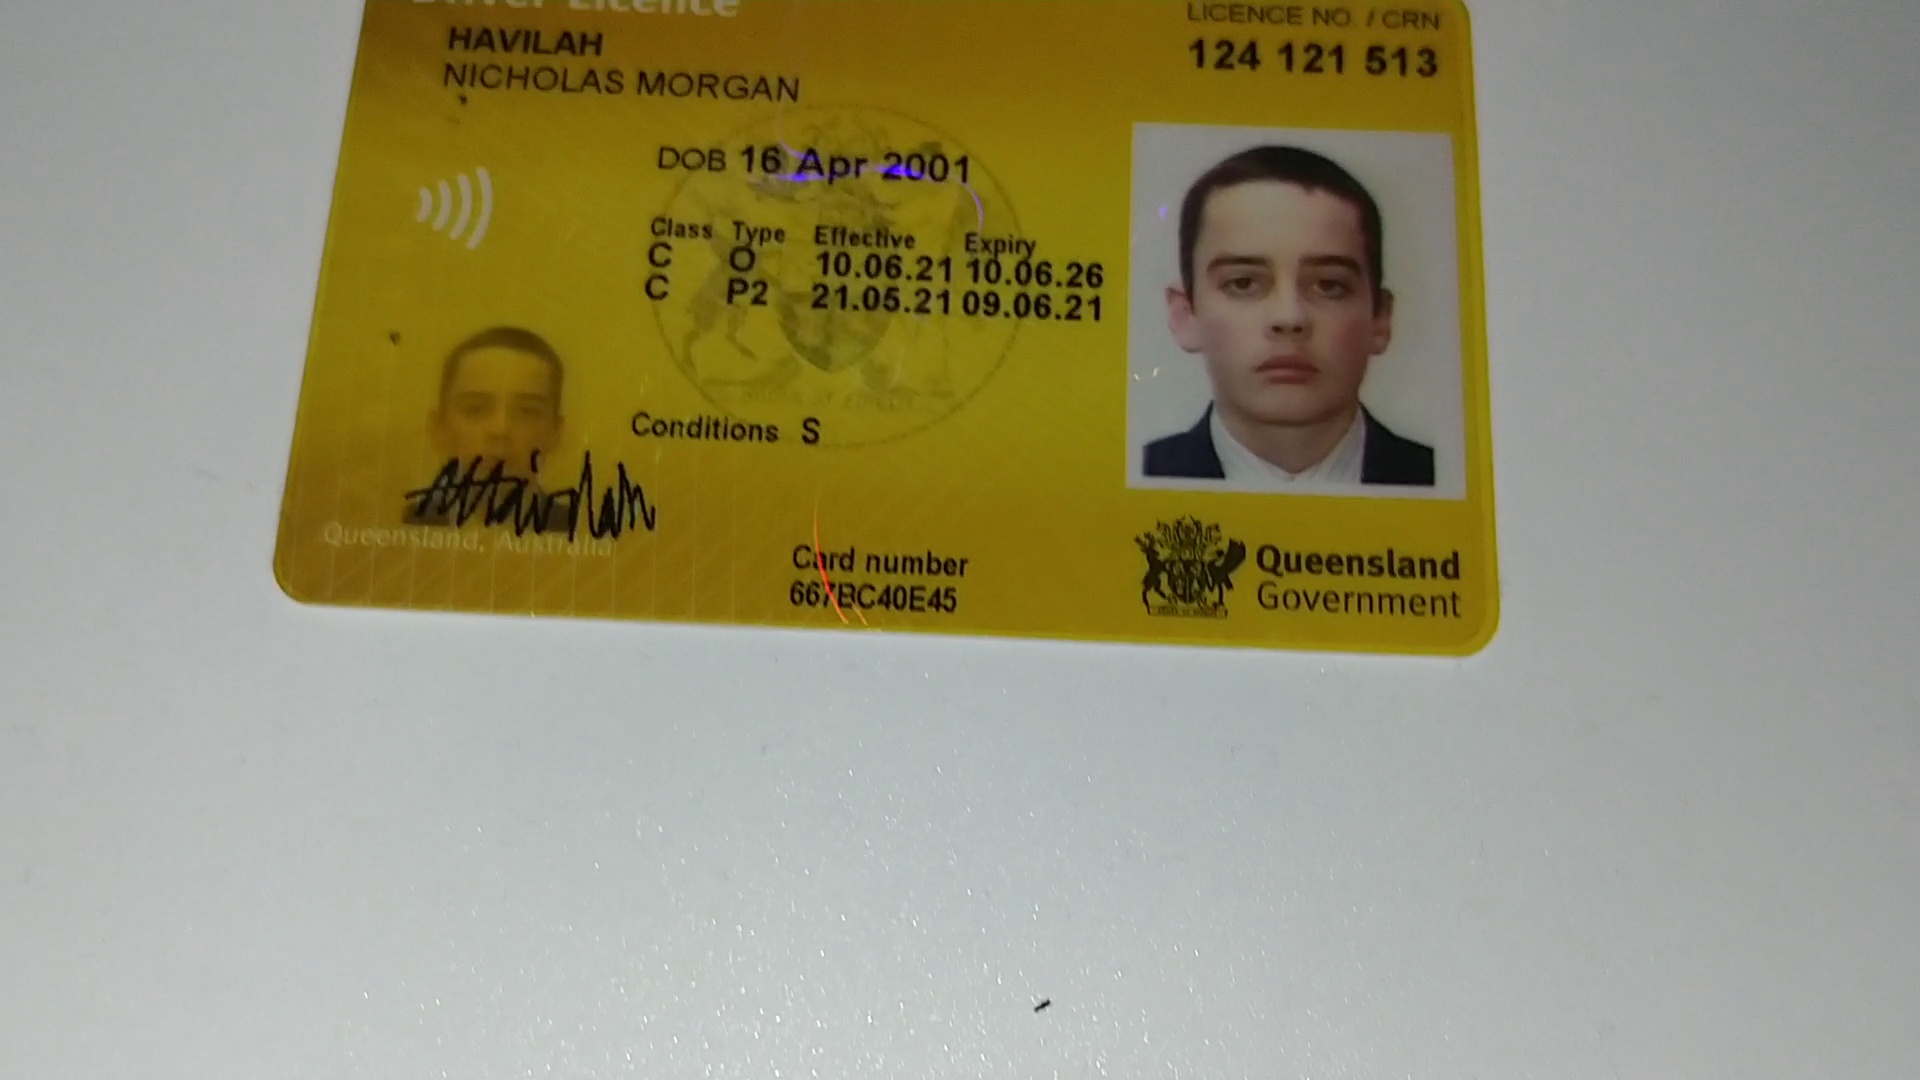 Driver Licence
LICENCE NO. / CRN
124 121 513
HAVILAH
NICHOLAS MORGAN
DOB 16 Apr 2001
Class Type Effective Expiry
C O 10.06.21 10.06.26
C P2 21.05.21 09.06.21
Conditions S
Queensland, Australia
Card number
667BC40E45
Queensland
Government